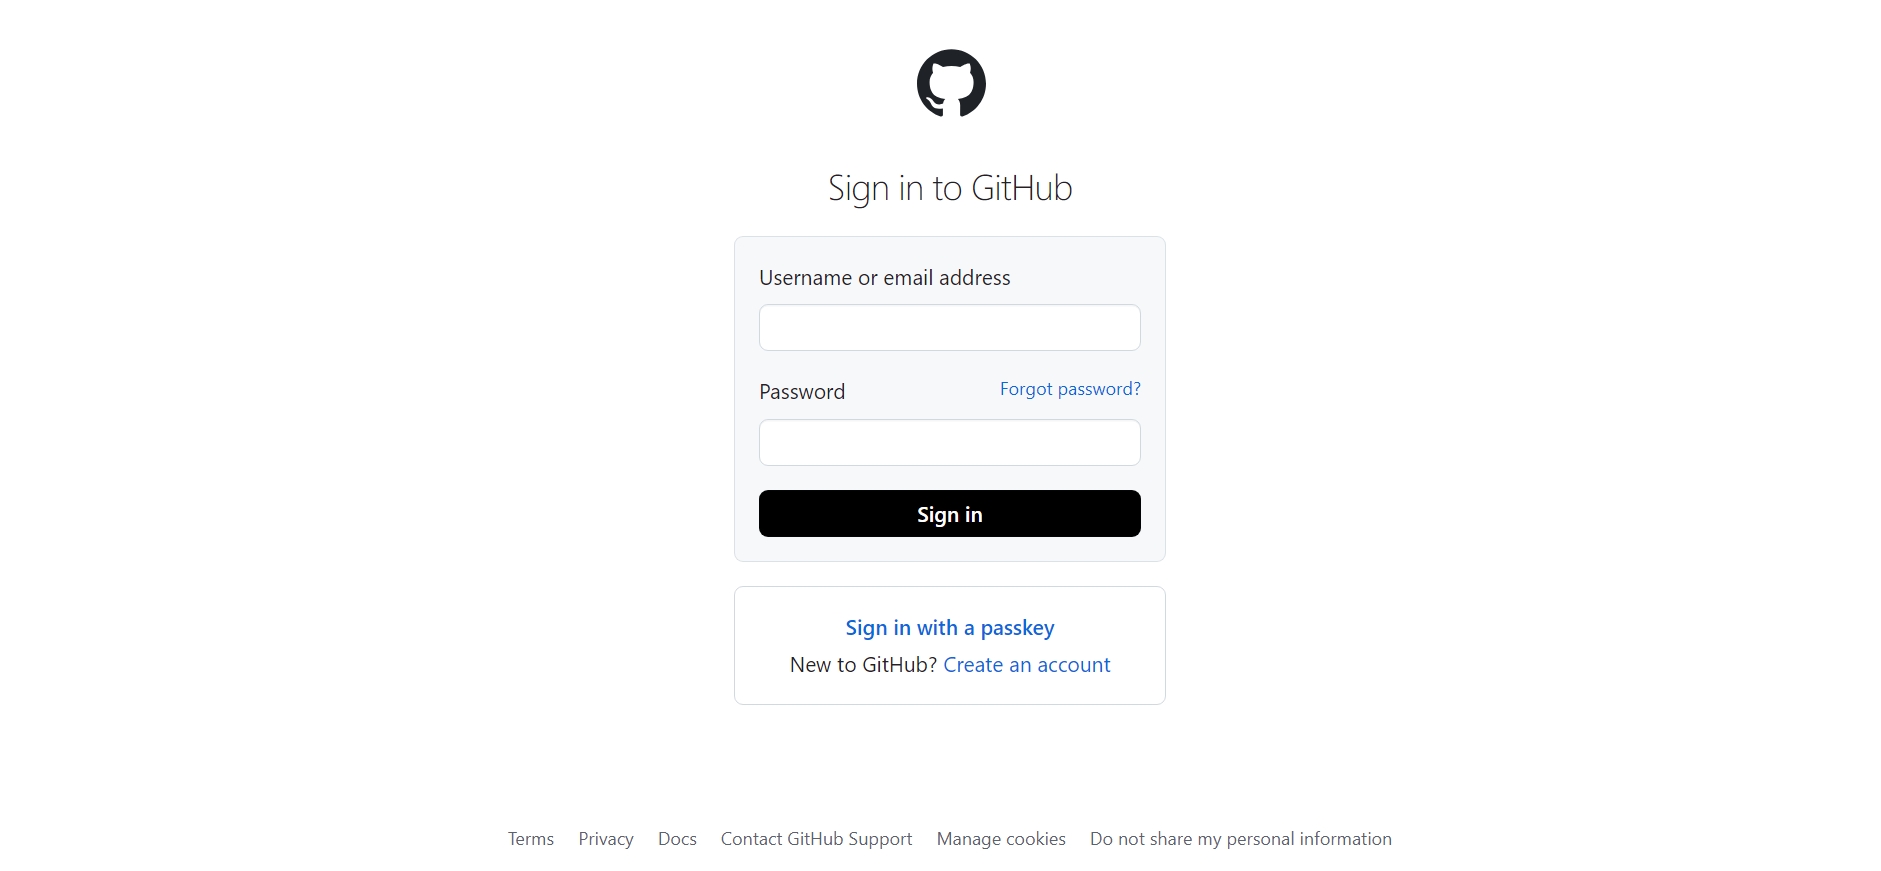 Sign in to GitHub
Username or email address
Password
Forgot password?
Sign in
Sign in with a passkey
New to GitHub? Create an account
Terms Privacy Docs Contact GitHub Support Manage cookies Do not share my personal information